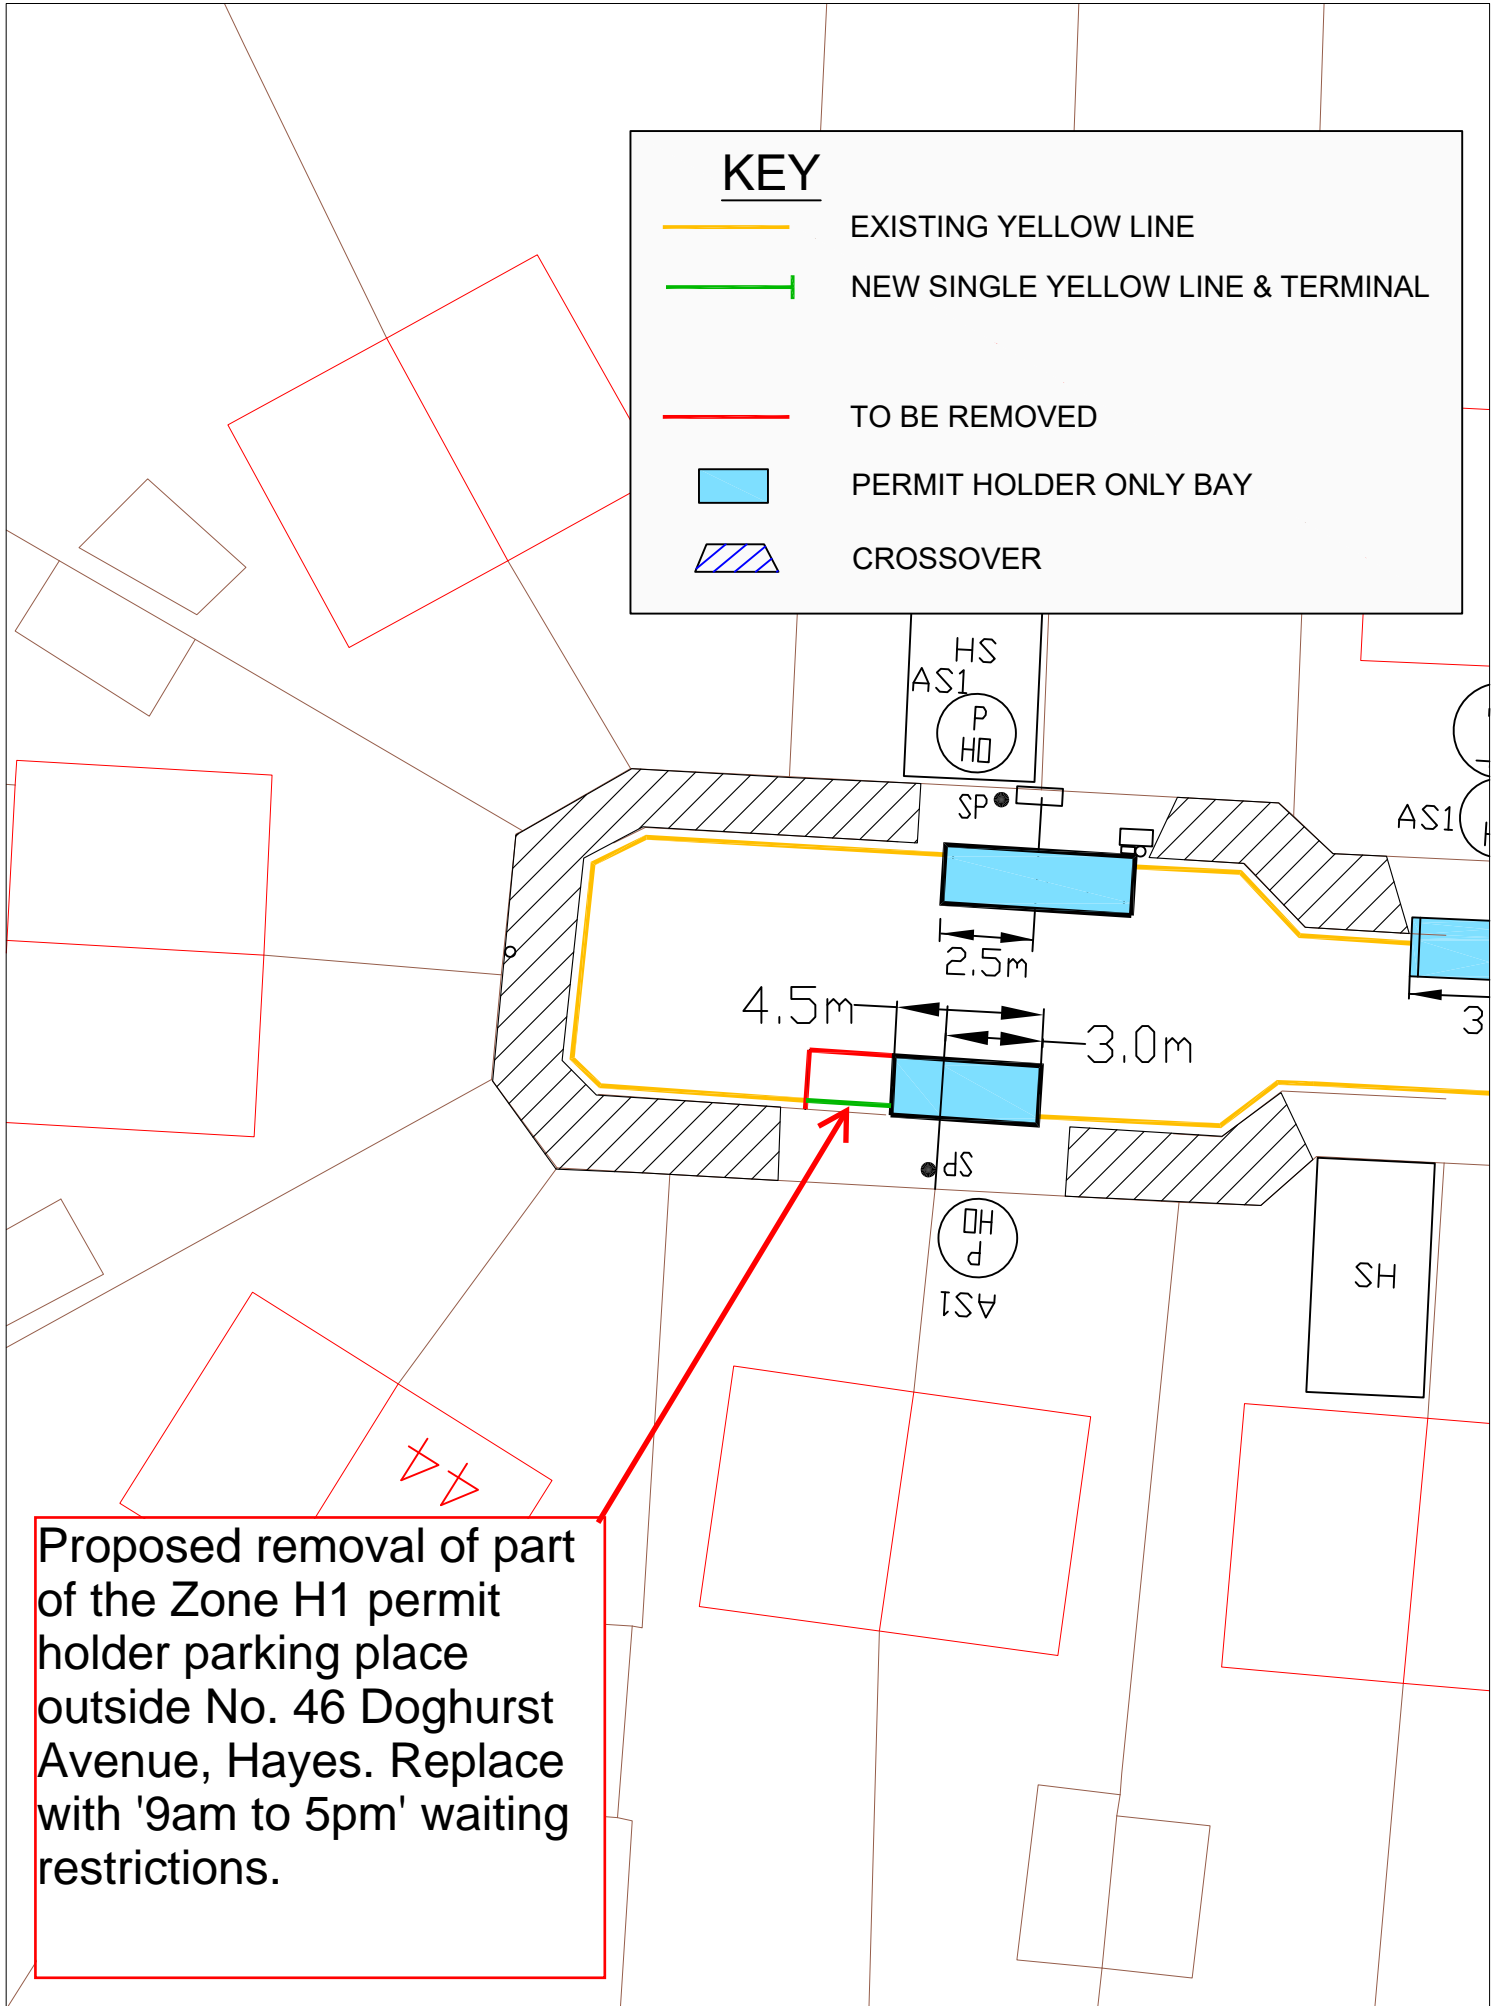 KEY
EXISTING YELLOW LINE
NEW SINGLE YELLOW LINE & TERMINAL
TO BE REMOVED
PERMIT HOLDER ONLY BAY
CROSSOVER
HS
AS1
P
HO
SP
AS1
2.5m
4.5m
3.0m
3
SP
HO
P
AS1
SH
44
Proposed removal of part
of the Zone H1 permit
holder parking place
outside No. 46 Doghurst
Avenue, Hayes. Replace
with '9am to 5pm' waiting
restrictions.